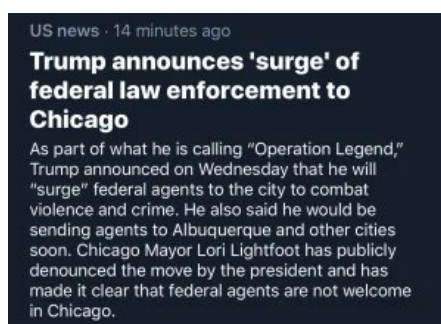 US news · 14 minutes ago
Trump announces 'surge' of
federal law enforcement to
Chicago
As part of what he is calling “Operation Legend,”
Trump announced on Wednesday that he will
“surge” federal agents to the city to combat
violence and crime. He also said he would be
sending agents to Albuquerque and other cities
soon. Chicago Mayor Lori Lightfoot has publicly
denounced the move by the president and has
made it clear that federal agents are not welcome
in Chicago.